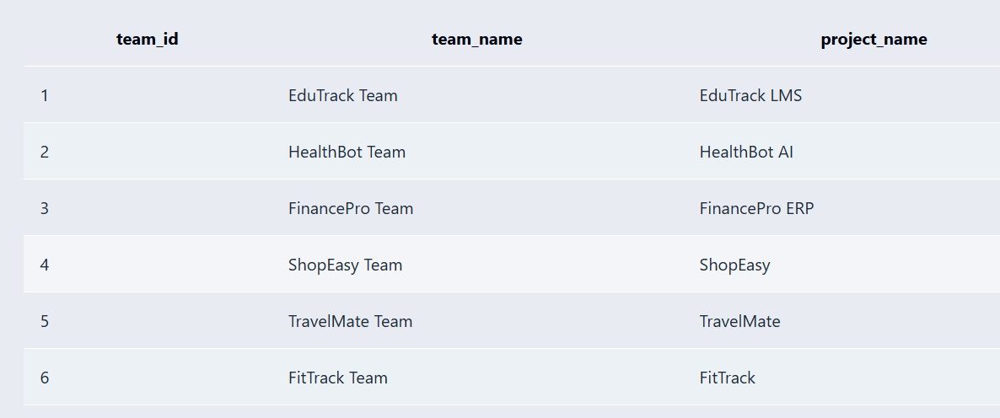 team_id team_name project_name
1 EduTrack Team EduTrack LMS
2 HealthBot Team HealthBot AI
3 FinancePro Team FinancePro ERP
4 ShopEasy Team ShopEasy
5 TravelMate Team TravelMate
6 FitTrack Team FitTrack